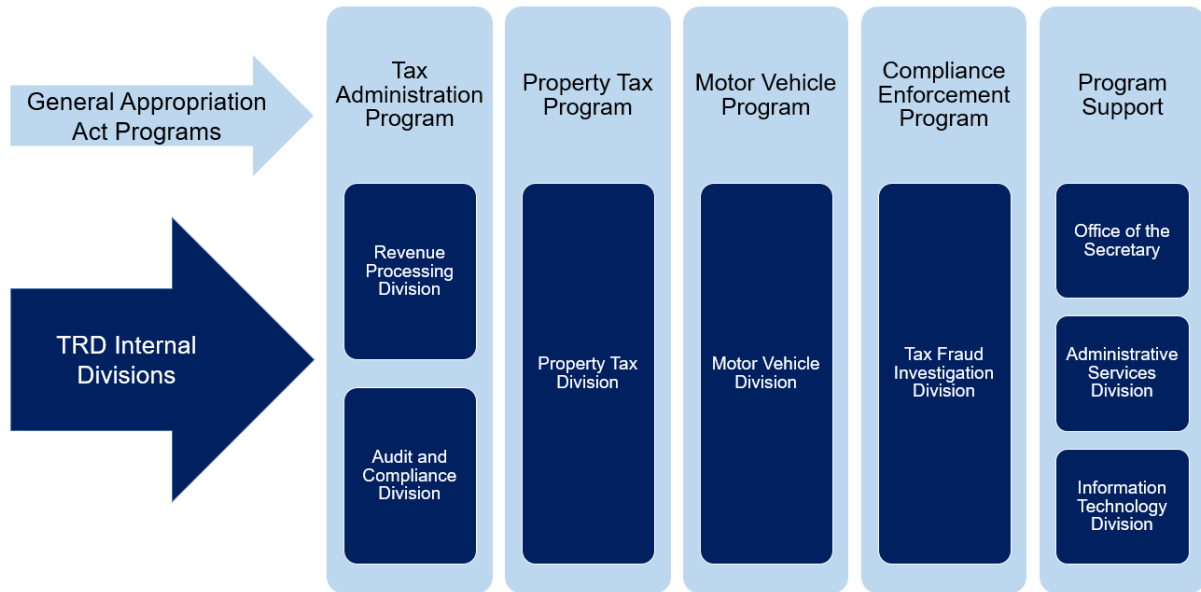 General Appropriation
Act Programs
Tax
Administration
Program
Property Tax
Program
Motor Vehicle
Program
Compliance
Enforcement
Program
Program
Support
TRD Internal
Divisions
Revenue
Processing
Division
Audit and
Compliance
Division
Property Tax
Division
Motor Vehicle
Division
Tax Fraud
Investigation
Division
Office of the
Secretary
Administrative
Services
Division
Information
Technology
Division